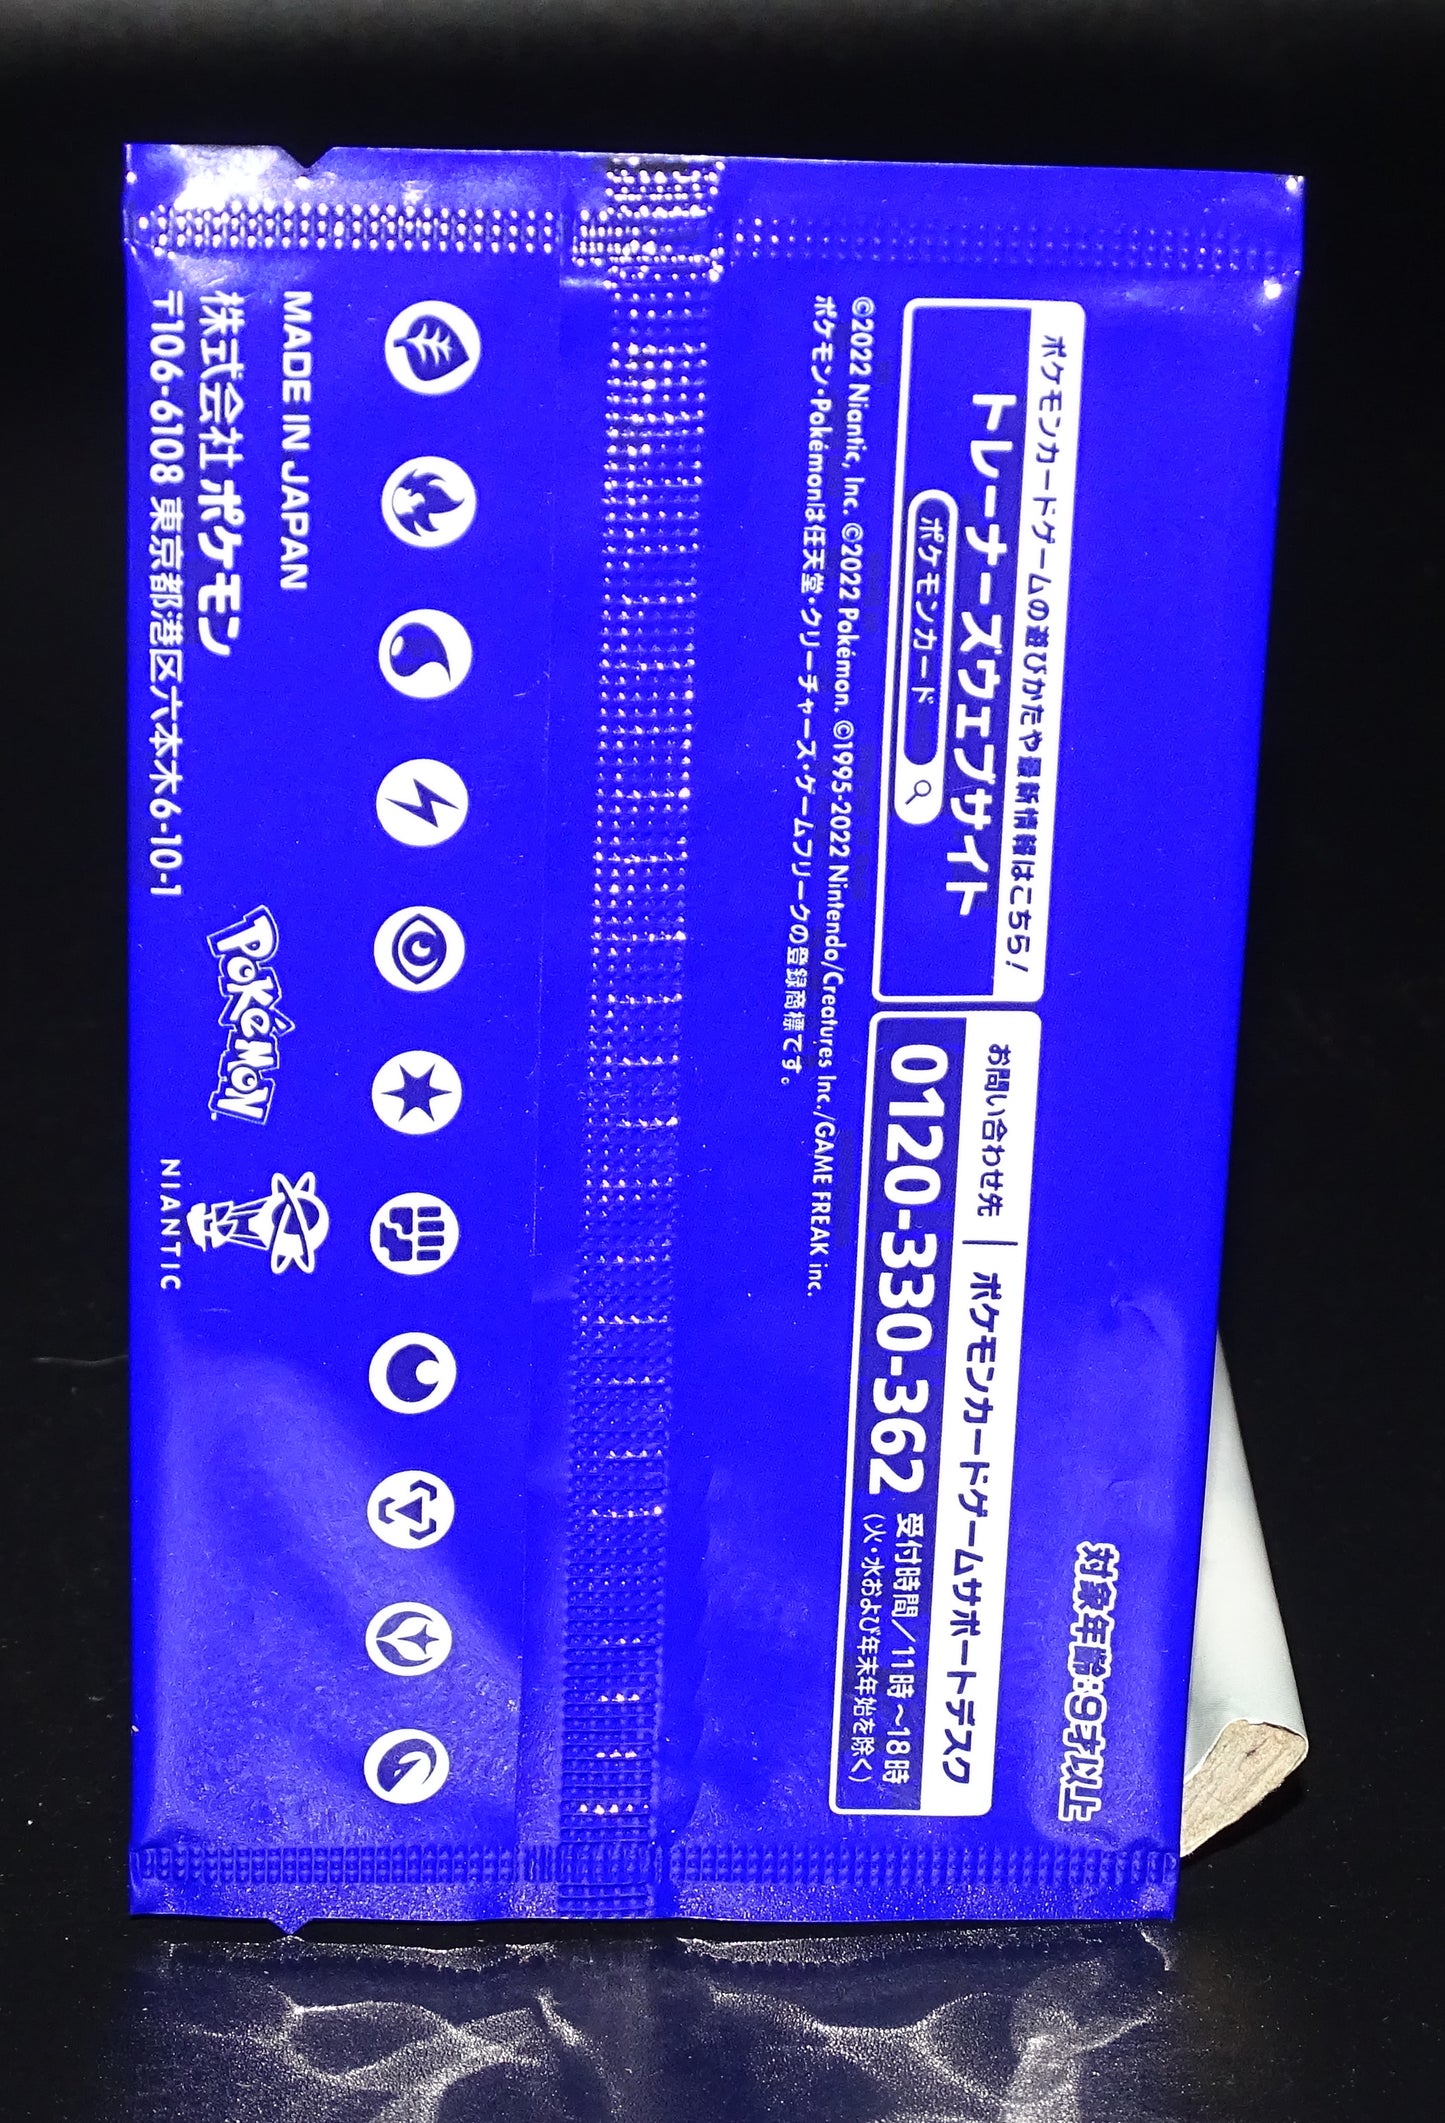 対象年齢:9才以上
ポケモンカードゲームの遊びかたや最新情報はこちら!
トレーナーズウェブサイト
ポケモンカード
お問い合わせ先 | ポケモンカードゲームサポートデスク
0120-330-362 受付時間/11時~18時
(火・水および年末年始を除く)
©2022 Niantic, Inc. ©2022 Pokémon. ©1995-2022 Nintendo/Creatures Inc./GAME FREAK inc.
ポケモン・Pokémonは任天堂・クリーチャーズ・ゲームフリークの登録商標です。
MADE IN JAPAN
株式会社ポケモン
〒106-6108 東京都港区六本木6-10-1
POKéMON
NIANTIC